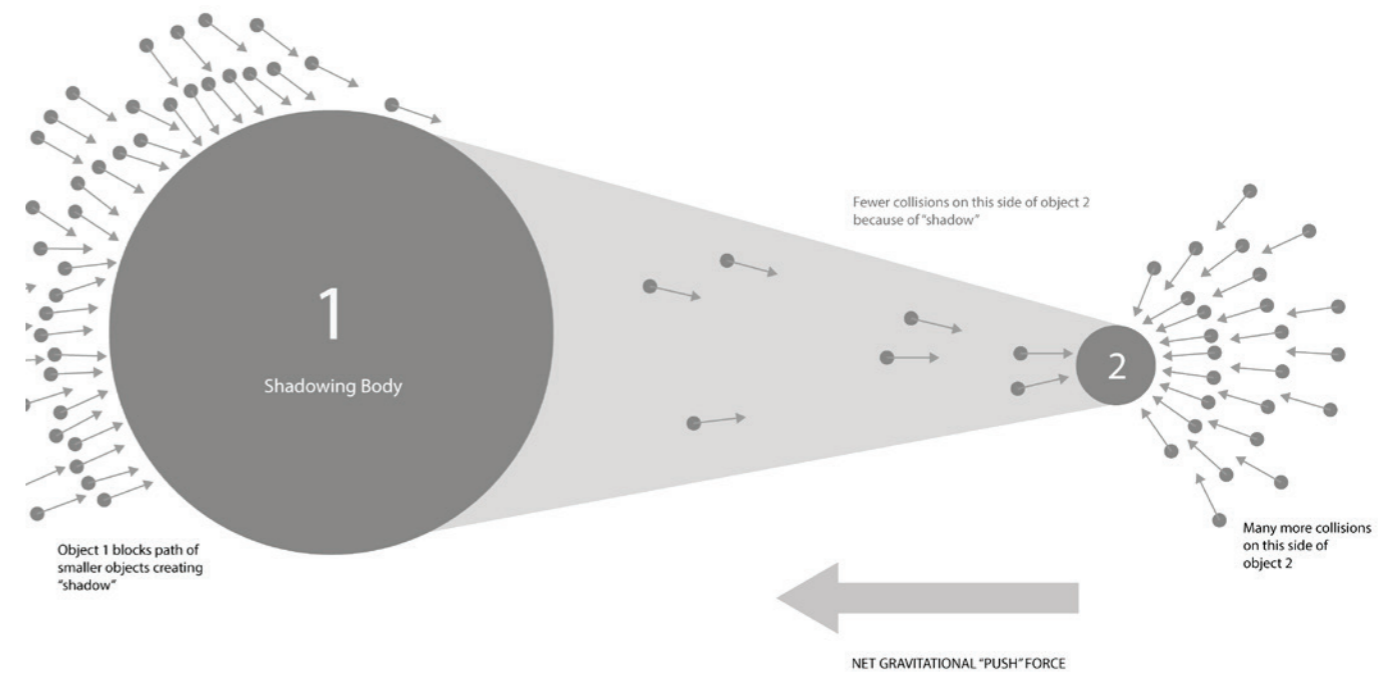 1
Shadowing Body
Fewer collisions on this side of object 2
because of "shadow"
2
Object 1 blocks path of
smaller objects creating
"shadow"
Many more collisions
on this side of
object 2
NET GRAVITATIONAL "PUSH" FORCE